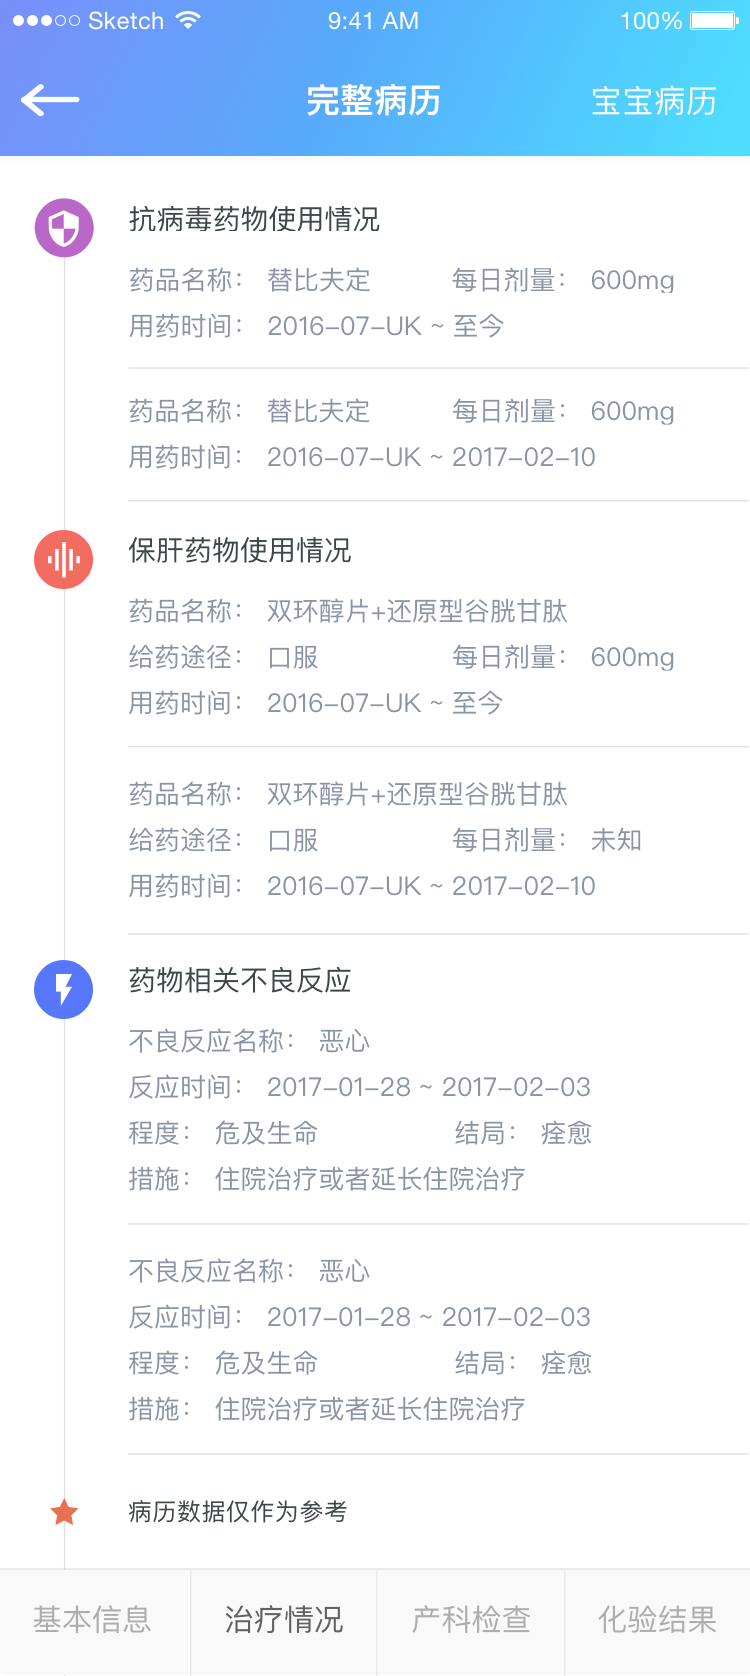 Sketch 9:41 AM 100%
完整病历 宝宝病历
抗病毒药物使用情况
药品名称： 替比夫定 每日剂量： 600mg
用药时间： 2016-07-UK ~ 至今
药品名称： 替比夫定 每日剂量： 600mg
用药时间： 2016-07-UK ~ 2017-02-10
保肝药物使用情况
药品名称： 双环醇片+还原型谷胱甘肽
给药途径： 口服 每日剂量： 600mg
用药时间： 2016-07-UK ~ 至今
药品名称： 双环醇片+还原型谷胱甘肽
给药途径： 口服 每日剂量： 未知
用药时间： 2016-07-UK ~ 2017-02-10
药物相关不良反应
不良反应名称： 恶心
反应时间： 2017-01-28 ~ 2017-02-03
程度： 危及生命 结局： 痊愈
措施： 住院治疗或者延长住院治疗
不良反应名称： 恶心
反应时间： 2017-01-28 ~ 2017-02-03
程度： 危及生命 结局： 痊愈
措施： 住院治疗或者延长住院治疗
病历数据仅作为参考
基本信息 治疗情况 产科检查 化验结果